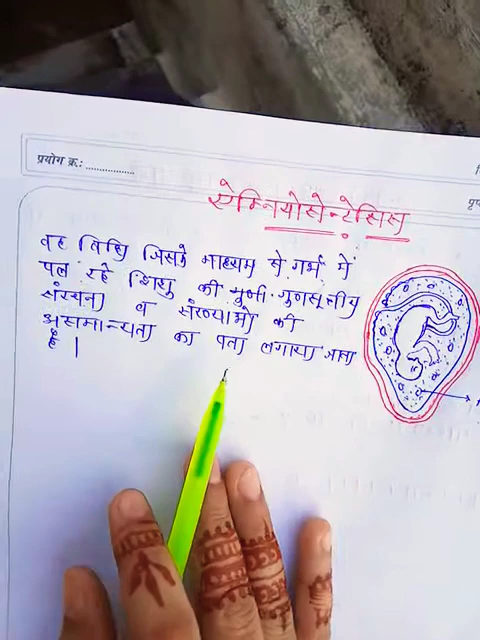 प्रयोग क्र: ................
पृष
ऐम्नियोसेन्टेसिस
वह विधि जिसके माध्यम से गर्भ में
पल रहे शिशु की गुणसूत्रीय
संरचना व संख्याओ की
असमान्यता का पता लगाया जाता
है |